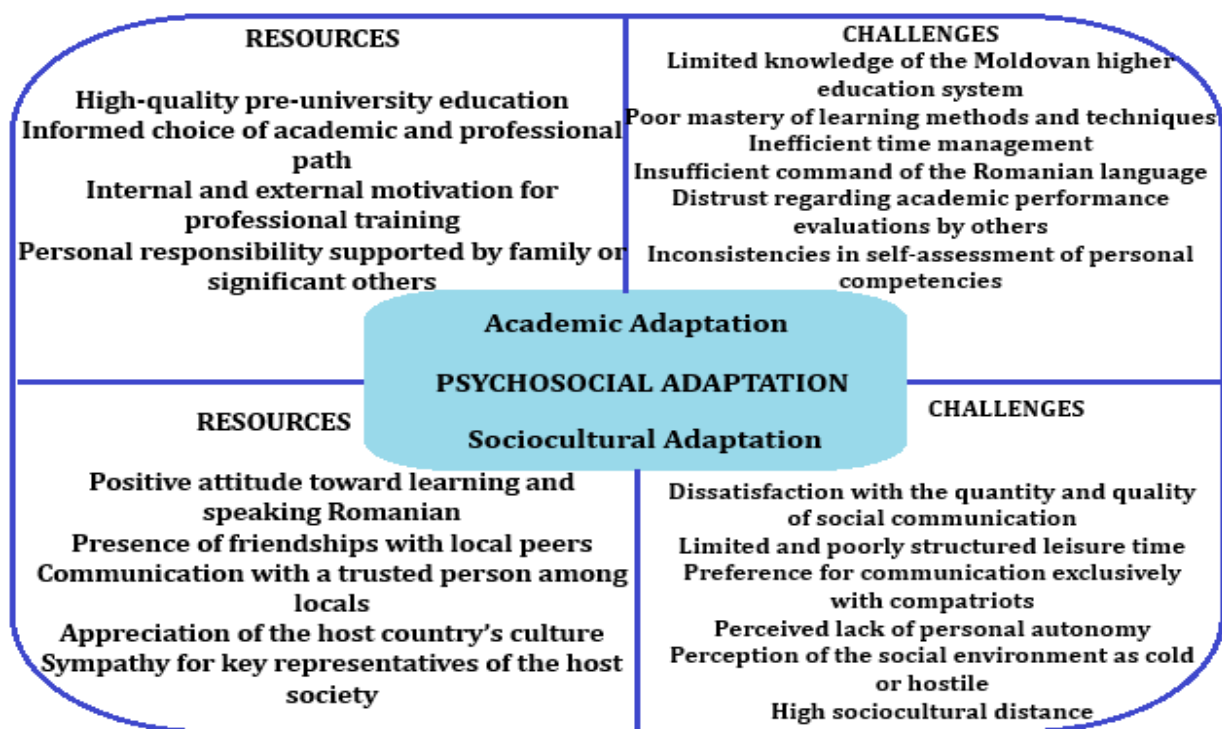 RESOURCES
High-quality pre-university education
Informed choice of academic and professional
path
Internal and external motivation for
professional training
Personal responsibility supported by family or
significant others
CHALLENGES
Limited knowledge of the Moldovan higher
education system
Poor mastery of learning methods and techniques
Inefficient time management
Insufficient command of the Romanian language
Distrust regarding academic performance
evaluations by others
Inconsistencies in self-assessment of personal
competencies
Academic Adaptation
PSYCHOSOCIAL ADAPTATION
Sociocultural Adaptation
RESOURCES
Positive attitude toward learning and
speaking Romanian
Presence of friendships with local peers
Communication with a trusted person among
locals
Appreciation of the host country’s culture
Sympathy for key representatives of the host
society
CHALLENGES
Dissatisfaction with the quantity and quality
of social communication
Limited and poorly structured leisure time
Preference for communication exclusively
with compatriots
Perceived lack of personal autonomy
Perception of the social environment as cold
or hostile
High sociocultural distance